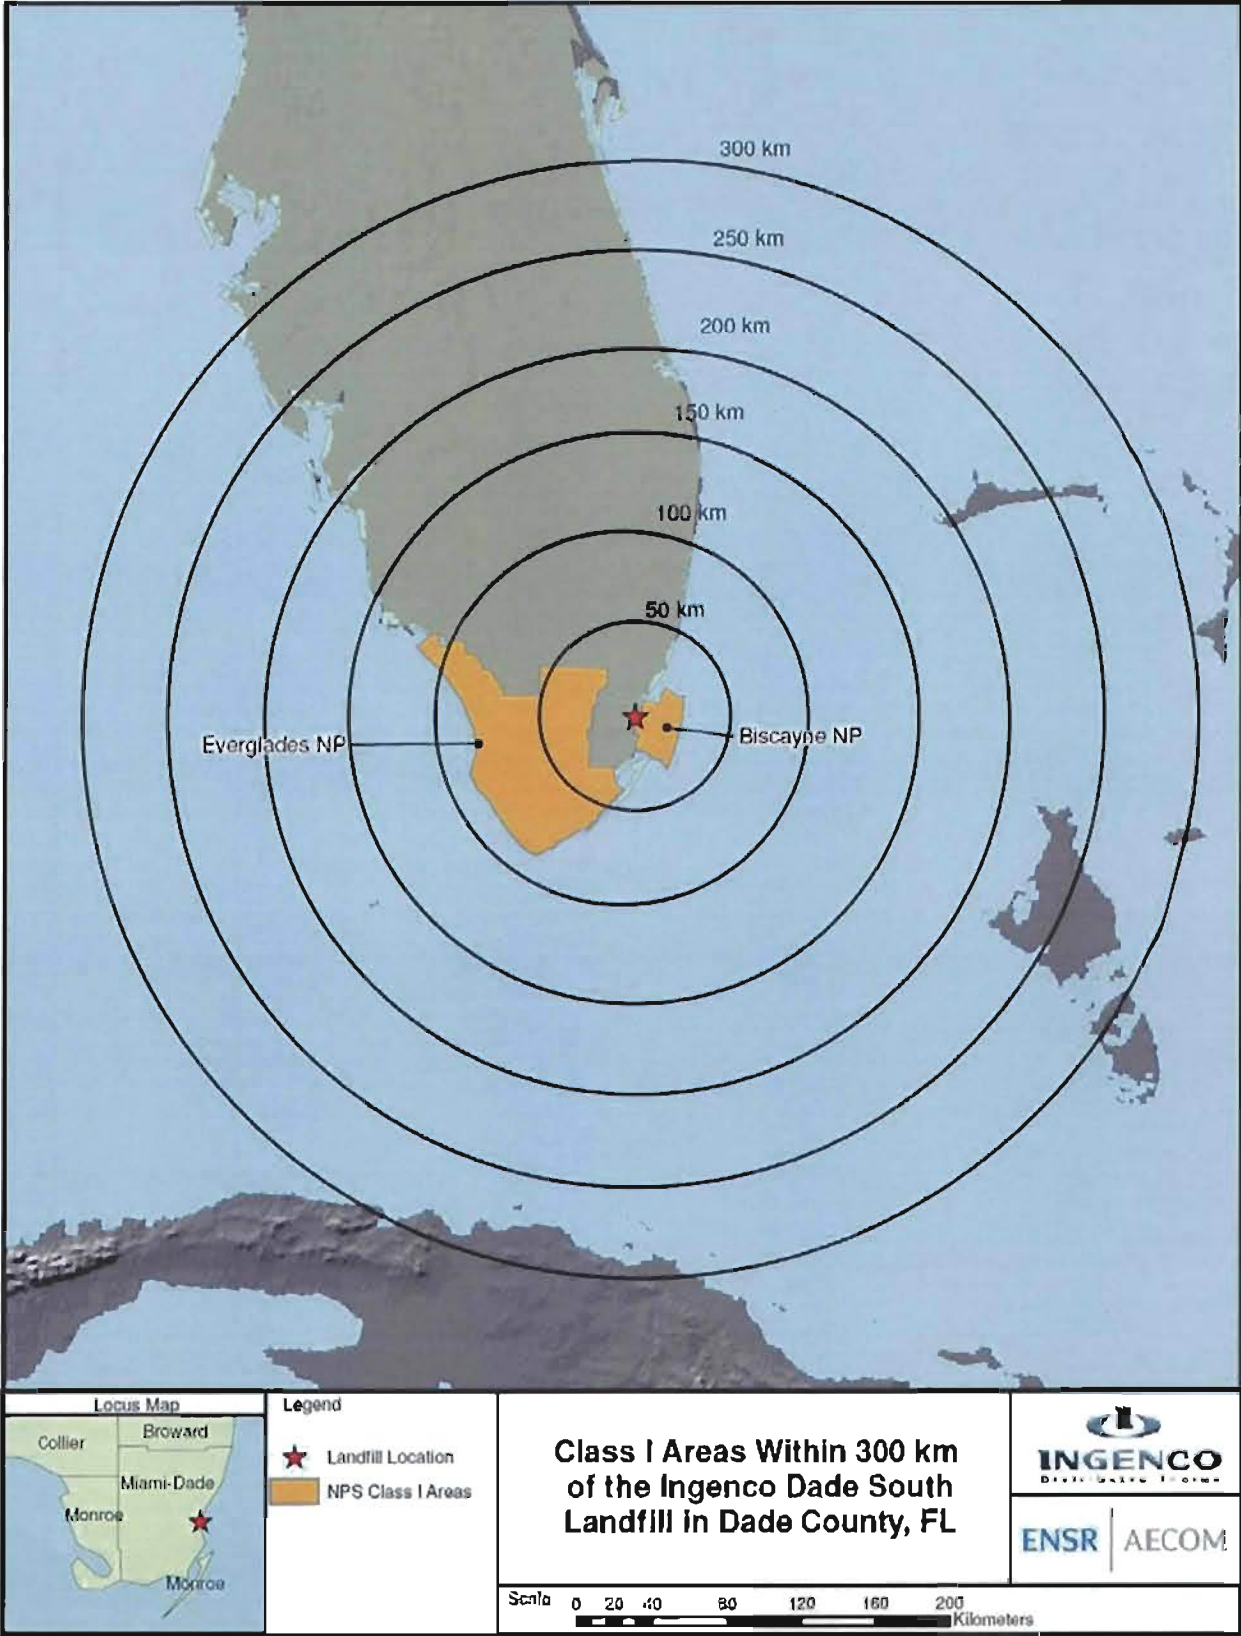 300 km
250 km
200 km
150 km
100 km
50 km
Everglades NP
Biscayne NP
Locus Map
Collier
Broward
Miami-Dade
Monroe
Monroe
Legend
Landfill Location
NPS Class I Areas
Class I Areas Within 300 km
of the Ingenco Dade South
Landfill in Dade County, FL
INGENCO
ENSR AECOM
Scale 0 20 40 80 120 160 200
Kilometers